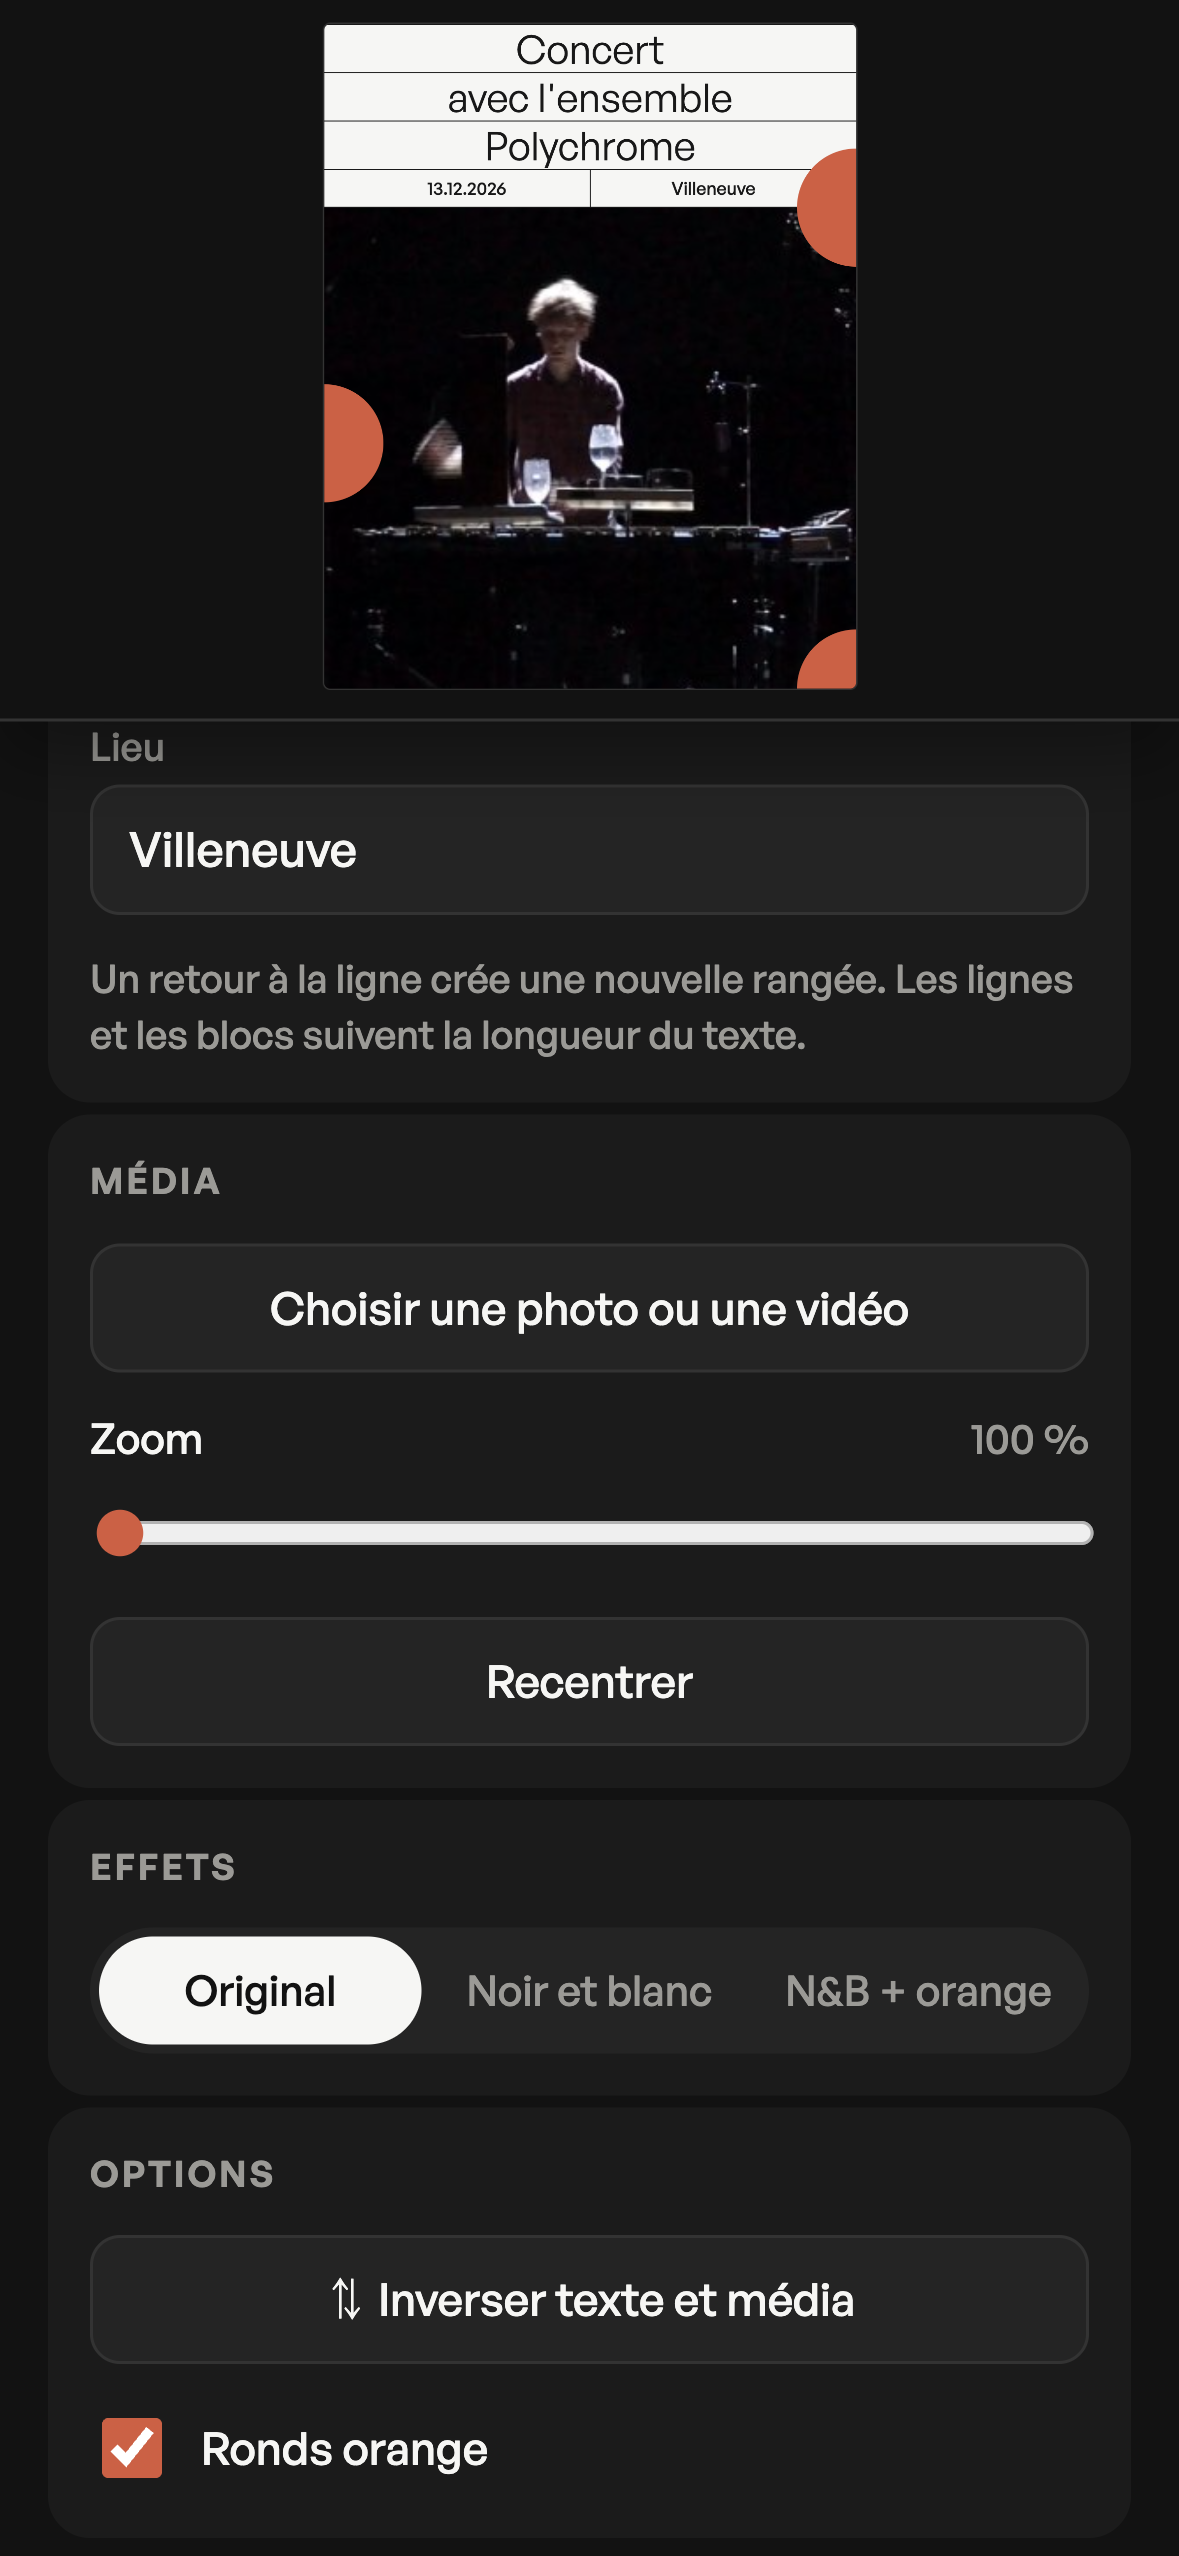 Concert
avec l'ensemble
Polychrome
13.12.2026
Villeneuve
Lieu
Villeneuve
Un retour à la ligne crée une nouvelle rangée. Les lignes
et les blocs suivent la longueur du texte.
MÉDIA
Choisir une photo ou une vidéo
Zoom
100 %
Recentrer
EFFETS
Original
Noir et blanc
N&B + orange
OPTIONS
⇅ Inverser texte et média
Ronds orange